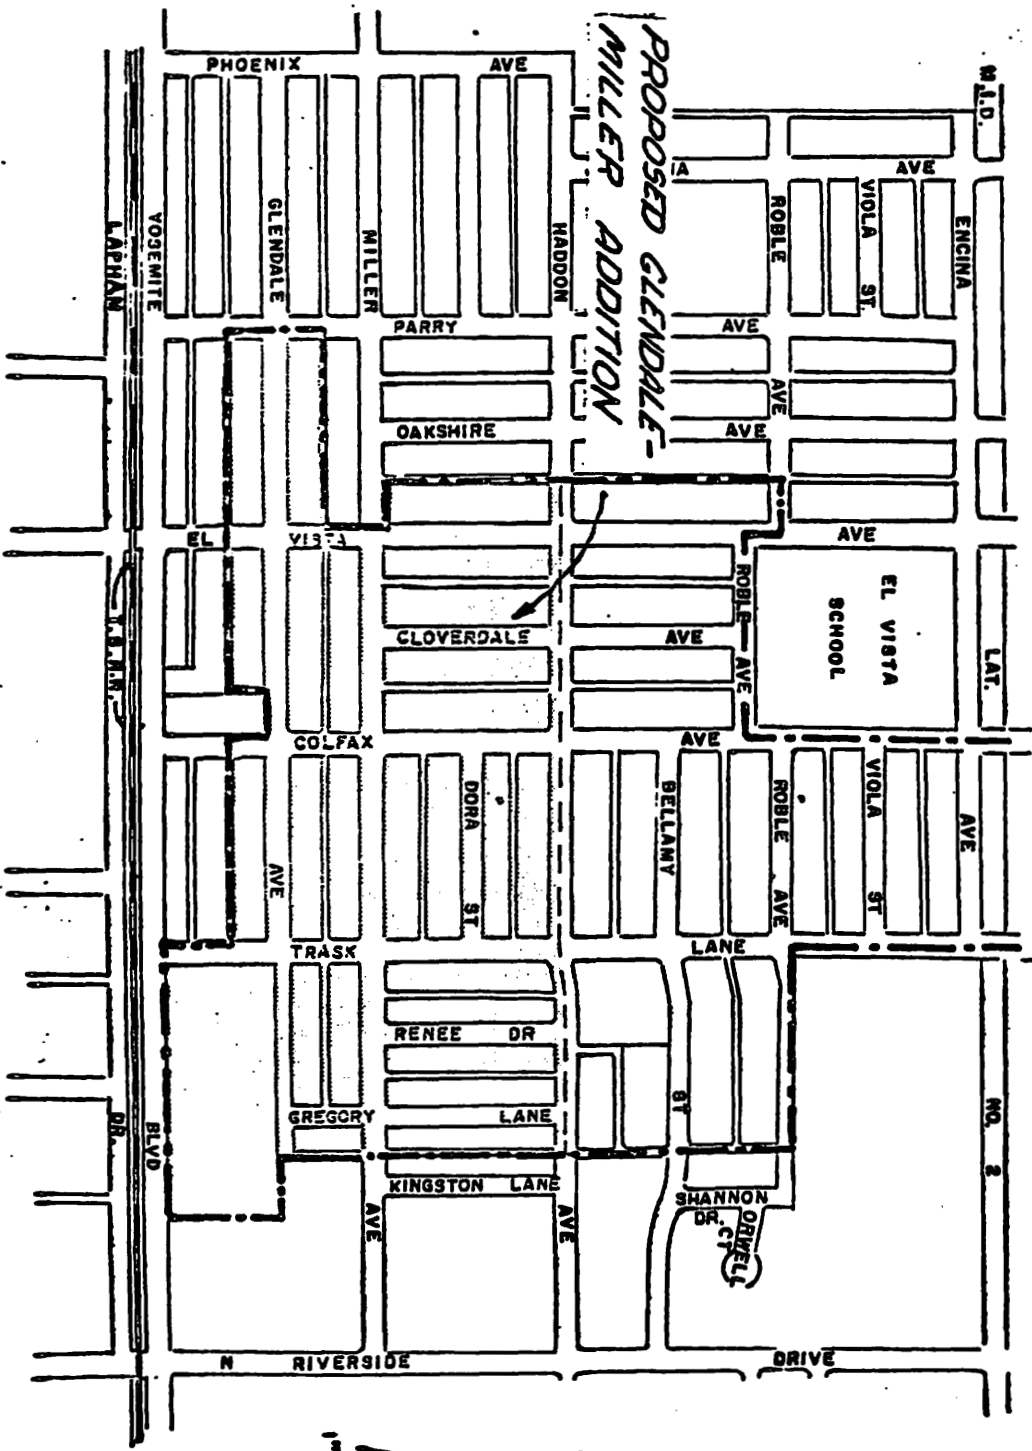 PROPOSED GLENDALE-
MILLER ADDITION
M.I.D.
PHOENIX AVE
IA AVE
LAPHAM
YOSEMITE
GLENDALE
MILLER
HADDON
ROBLE
VIOLA ST.
ENCINA
PARRY AVE
AVE
OAKSHIRE AVE
EL VISTA AVE
ROBLE AVE
EL VISTA
SCHOOL
LAT.
CLOVERDALE AVE
COLFAX AVE
AVE
DORA ST
BELLAMY
ROBLE AVE
VIOLA ST
AVE
TRASK LANE
RENEE DR
ST
NO. 2
GREGORY LANE
DR.
BLVD
KINGSTON LANE
SHANNON
DR.
ORWELL
CT
AVE
AVE
N RIVERSIDE DRIVE